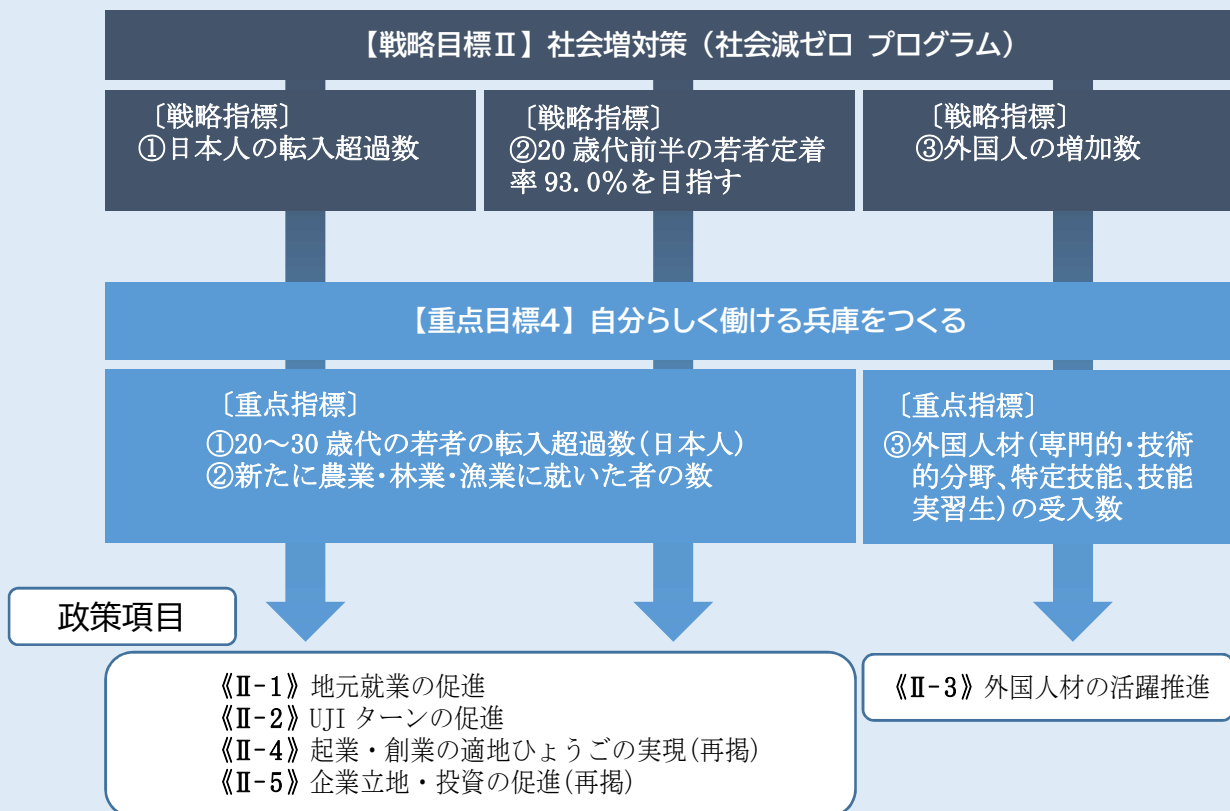 【戦略目標Ⅱ】社会増対策（社会減ゼロ プログラム）
〔戦略指標〕
①日本人の転入超過数
〔戦略指標〕
②20 歳代前半の若者定着
率 93.0％を目指す
〔戦略指標〕
③外国人の増加数
【重点目標4】自分らしく働ける兵庫をつくる
〔重点指標〕
①20～30 歳代の若者の転入超過数(日本人)
②新たに農業･林業･漁業に就いた者の数
〔重点指標〕
③外国人材(専門的･技術
的分野､特定技能､技能
実習生)の受入数
政策項目
《Ⅱ-1》地元就業の促進
《Ⅱ-2》UJI ターンの促進
《Ⅱ-4》起業・創業の適地ひょうごの実現(再掲)
《Ⅱ-5》企業立地・投資の促進(再掲)
《Ⅱ-3》外国人材の活躍推進